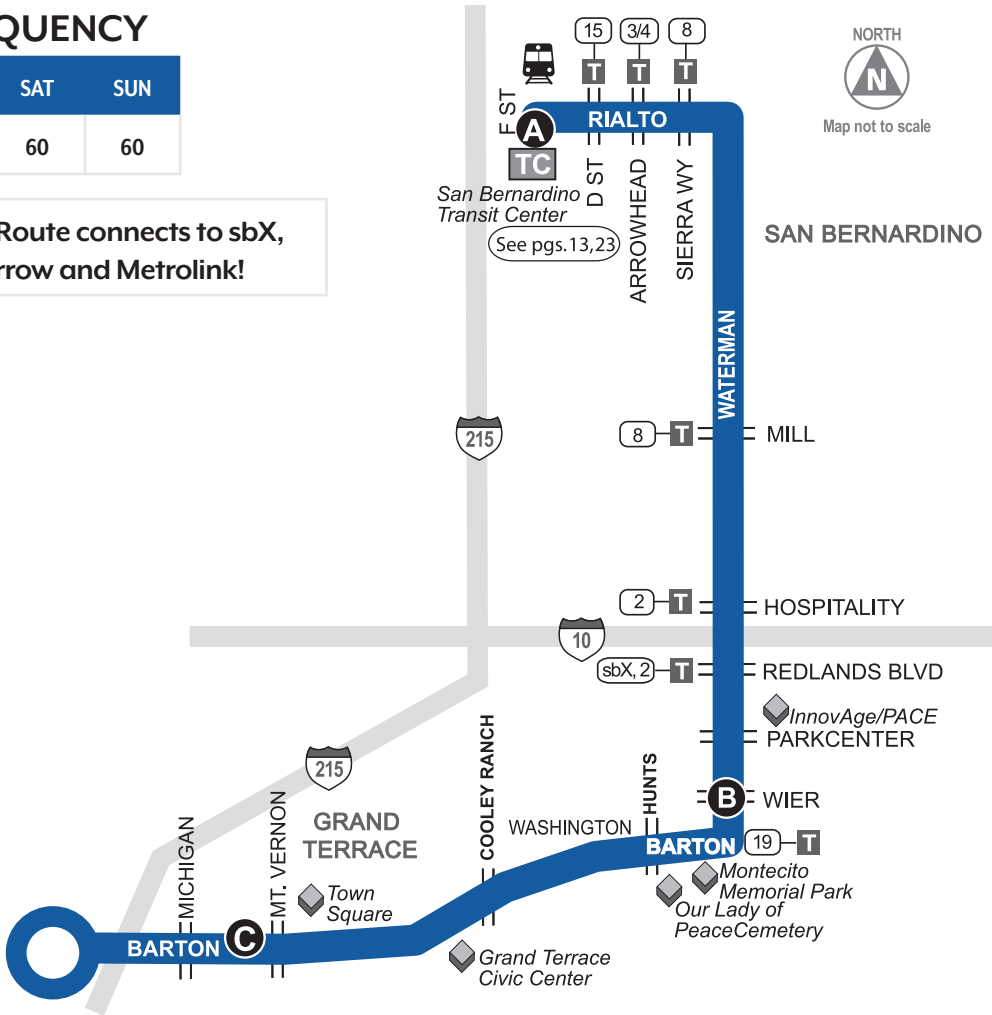 QUENCY
SAT SUN
60 60
Route connects to sbX,
rrow and Metrolink!
15
3/4
8
T
T
T
NORTH
N
Map not to scale
F ST
A
RIALTO
TC
San Bernardino
Transit Center
See pgs.13,23
D ST
ARROWHEAD
SIERRA WY
SAN BERNARDINO
WATERMAN
215
8 T MILL
2 T HOSPITALITY
10
sbX, 2 T REDLANDS BLVD
InnovAge/PACE
PARKCENTER
B WIER
215
GRAND
TERRACE
COOLEY RANCH
WASHINGTON
HUNTS
BARTON
19 T
Montecito
Memorial Park
Our Lady of
PeaceCemetery
MICHIGAN
MT. VERNON
Town
Square
BARTON C
Grand Terrace
Civic Center